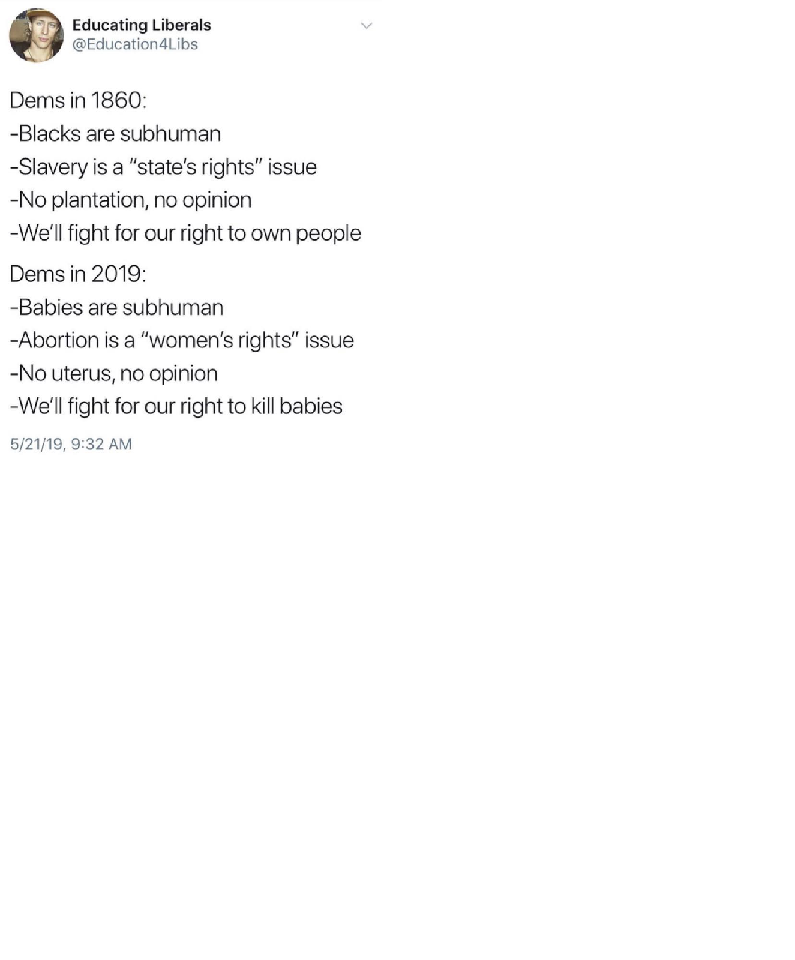 Educating Liberals
@Education4Libs
Dems in 1860:
-Blacks are subhuman
-Slavery is a “state’s rights” issue
-No plantation, no opinion
-We’ll fight for our right to own people
Dems in 2019:
-Babies are subhuman
-Abortion is a “women’s rights” issue
-No uterus, no opinion
-We’ll fight for our right to kill babies
5/21/19, 9:32 AM